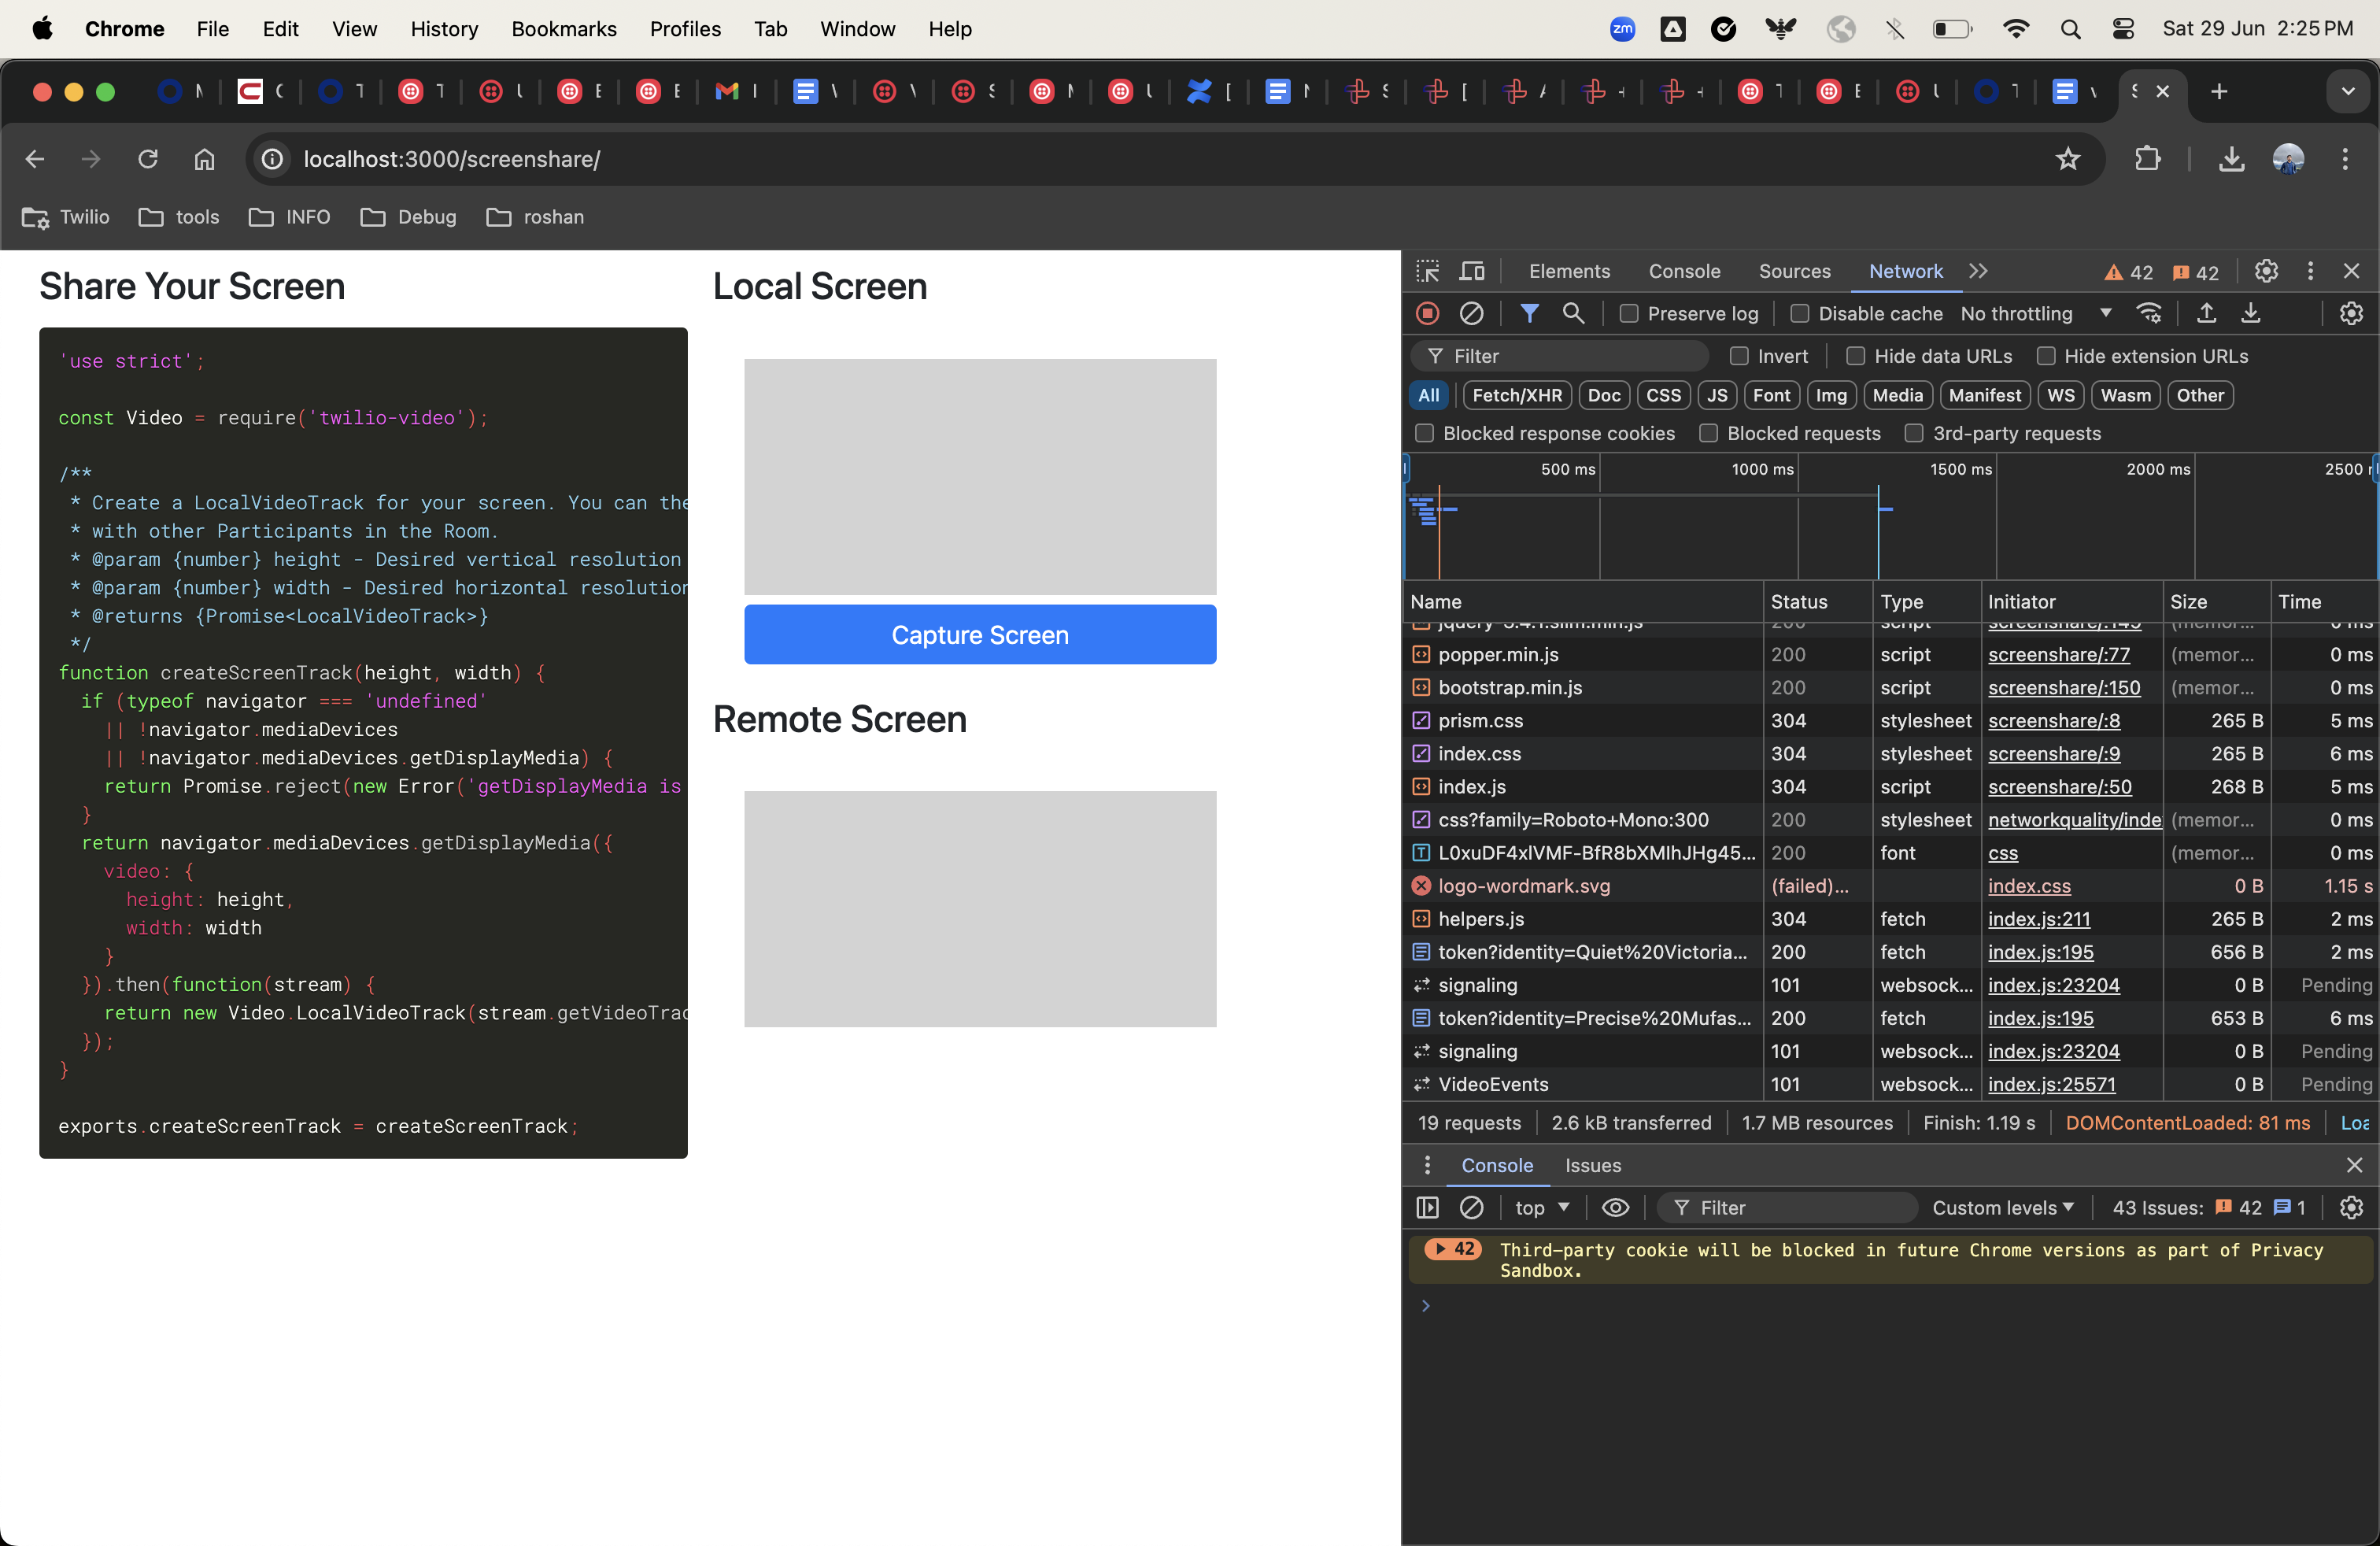 Chrome File Edit View History Bookmarks Profiles Tab Window Help
zm Sat 29 Jun 2:25 PM
localhost:3000/screenshare/
Twilio tools INFO Debug roshan
Share Your Screen
'use strict';
const Video = require('twilio-video');
/**
* Create a LocalVideoTrack for your screen. You can the
* with other Participants in the Room.
* @param {number} height - Desired vertical resolution
* @param {number} width - Desired horizontal resolution
* @returns {Promise<LocalVideoTrack>}
*/
function createScreenTrack(height, width) {
if (typeof navigator === 'undefined'
|| !navigator.mediaDevices
|| !navigator.mediaDevices.getDisplayMedia) {
return Promise.reject(new Error('getDisplayMedia is
}
return navigator.mediaDevices.getDisplayMedia({
video: {
height: height,
width: width
}
}).then(function(stream) {
return new Video.LocalVideoTrack(stream.getVideoTrac
});
}
exports.createScreenTrack = createScreenTrack;
Local Screen
Capture Screen
Remote Screen
Elements Console Sources Network 42 42
Preserve log Disable cache No throttling
Filter Invert Hide data URLs Hide extension URLs
All Fetch/XHR Doc CSS JS Font Img Media Manifest WS Wasm Other
Blocked response cookies Blocked requests 3rd-party requests
500 ms 1000 ms 1500 ms 2000 ms 2500
Name Status Type Initiator Size Time
jquery-3.4.1.slim.min.js 200 script screenshare/:149 (memor... 0 ms
popper.min.js 200 script screenshare/:77 (memor... 0 ms
bootstrap.min.js 200 script screenshare/:150 (memor... 0 ms
prism.css 304 stylesheet screenshare/:8 265 B 5 ms
index.css 304 stylesheet screenshare/:9 265 B 6 ms
index.js 304 script screenshare/:50 268 B 5 ms
css?family=Roboto+Mono:300 200 stylesheet networkquality/inde (memor... 0 ms
L0xuDF4xlVMF-BfR8bXMIhJHg45... 200 font css (memor... 0 ms
logo-wordmark.svg (failed)... index.css 0 B 1.15 s
helpers.js 304 fetch index.js:211 265 B 2 ms
token?identity=Quiet%20Victoria... 200 fetch index.js:195 656 B 2 ms
signaling 101 websock... index.js:23204 0 B Pending
token?identity=Precise%20Mufas... 200 fetch index.js:195 653 B 6 ms
signaling 101 websock... index.js:23204 0 B Pending
VideoEvents 101 websock... index.js:25571 0 B Pending
19 requests 2.6 kB transferred 1.7 MB resources Finish: 1.19 s DOMContentLoaded: 81 ms Loa
Console Issues
top Filter Custom levels 43 Issues: 42 1
42 Third-party cookie will be blocked in future Chrome versions as part of Privacy
Sandbox.